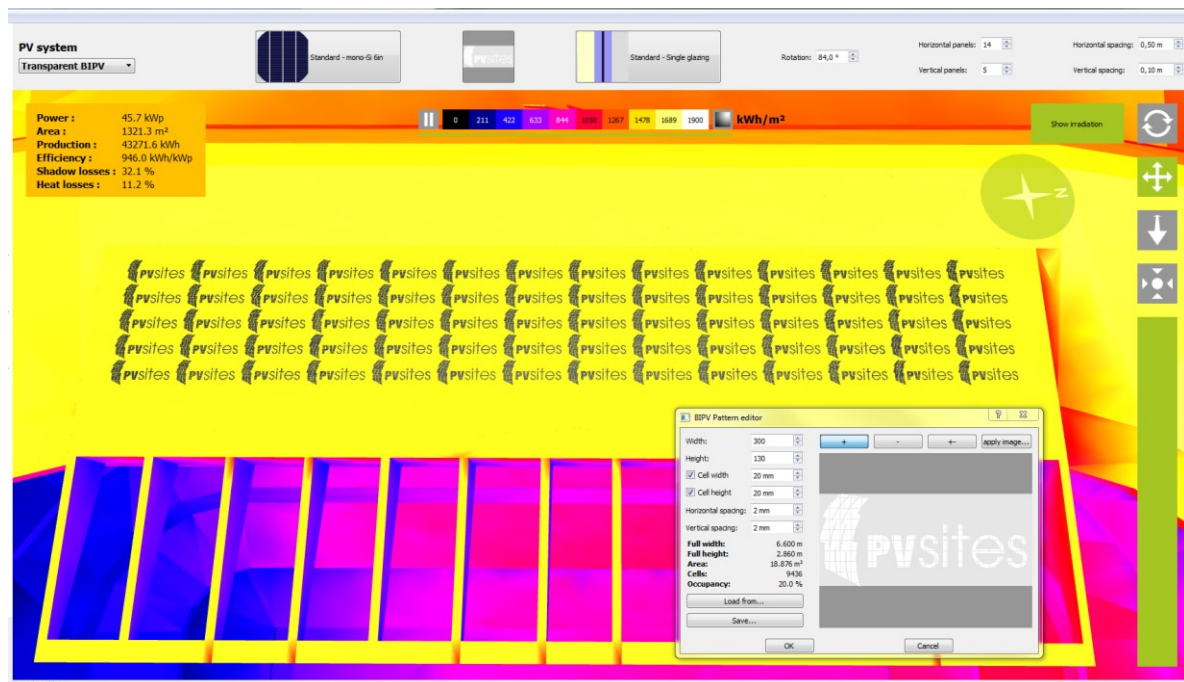 PV system
Transparent BIPV
Standard - mono-Si 6in
PVsites
Standard - Single glazing
Rotation: 84,0 °
Horizontal panels: 14
Vertical panels: 5
Horizontal spacing: 0,50 m
Vertical spacing: 0,10 m
Power : 45.7 kWp
Area : 1321.3 m²
Production : 43271.6 kWh
Efficiency : 946.0 kWh/kWp
Shadow losses : 32.1 %
Heat losses : 11.2 %
0 211 422 633 844 1056 1267 1478 1689 1900 kWh/m²
Show irradiation
N
PVsites PVsites PVsites PVsites PVsites PVsites PVsites PVsites PVsites PVsites PVsites PVsites PVsites PVsites
PVsites PVsites PVsites PVsites PVsites PVsites PVsites PVsites PVsites PVsites PVsites PVsites PVsites PVsites
PVsites PVsites PVsites PVsites PVsites PVsites PVsites PVsites PVsites PVsites PVsites PVsites PVsites PVsites
PVsites PVsites PVsites PVsites PVsites PVsites PVsites PVsites PVsites PVsites PVsites PVsites PVsites PVsites
PVsites PVsites PVsites PVsites PVsites PVsites PVsites PVsites PVsites PVsites PVsites PVsites PVsites PVsites
BIPV Pattern editor
Width: 300
Height: 130
Cell width 20 mm
Cell height 20 mm
Horizontal spacing: 2 mm
Vertical spacing: 2 mm
Full width: 6.600 m
Full height: 2.860 m
Area: 18.876 m²
Cells: 9436
Occupancy: 20.0 %
Load from...
Save...
+ - +- apply image...
PVsites
OK Cancel